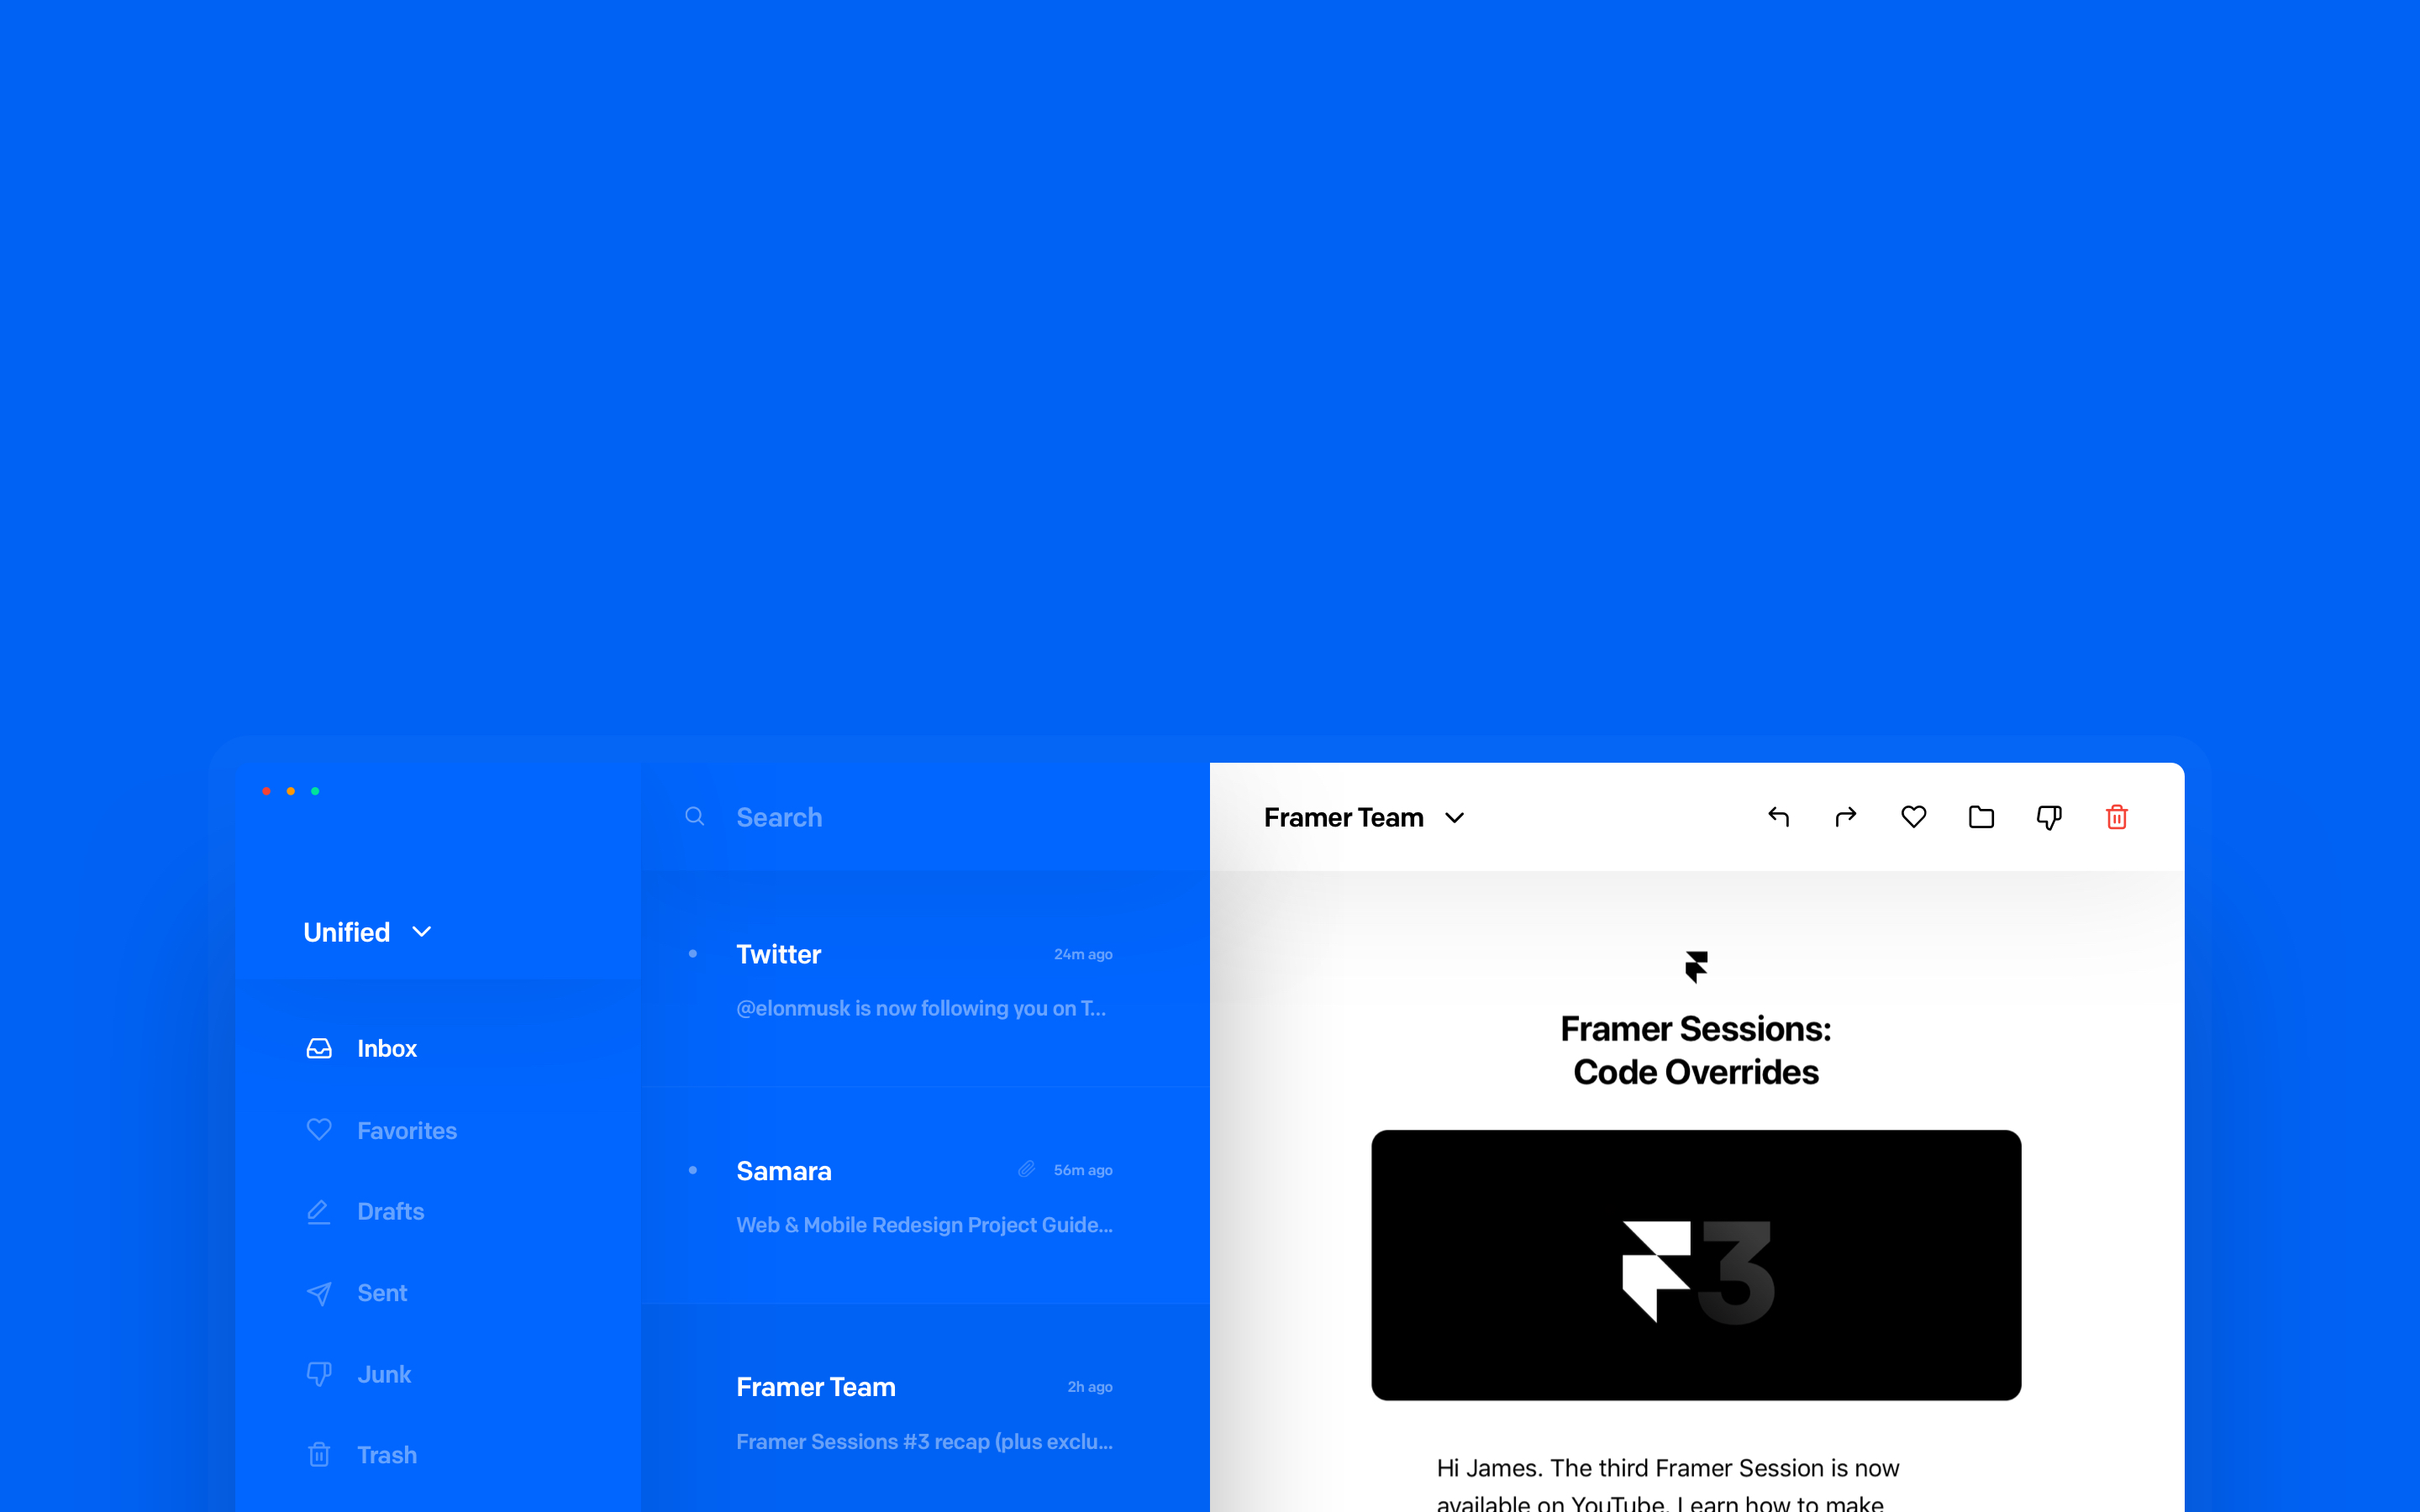 Unified
Inbox
Favorites
Drafts
Sent
Junk
Trash
Search
Twitter
24m ago
@elonmusk is now following you on T...
Samara
56m ago
Web & Mobile Redesign Project Guide...
Framer Team
2h ago
Framer Sessions #3 recap (plus exclu...
Framer Team
Framer Sessions:
Code Overrides
3
Hi James. The third Framer Session is now
available on YouTube. Learn how to make